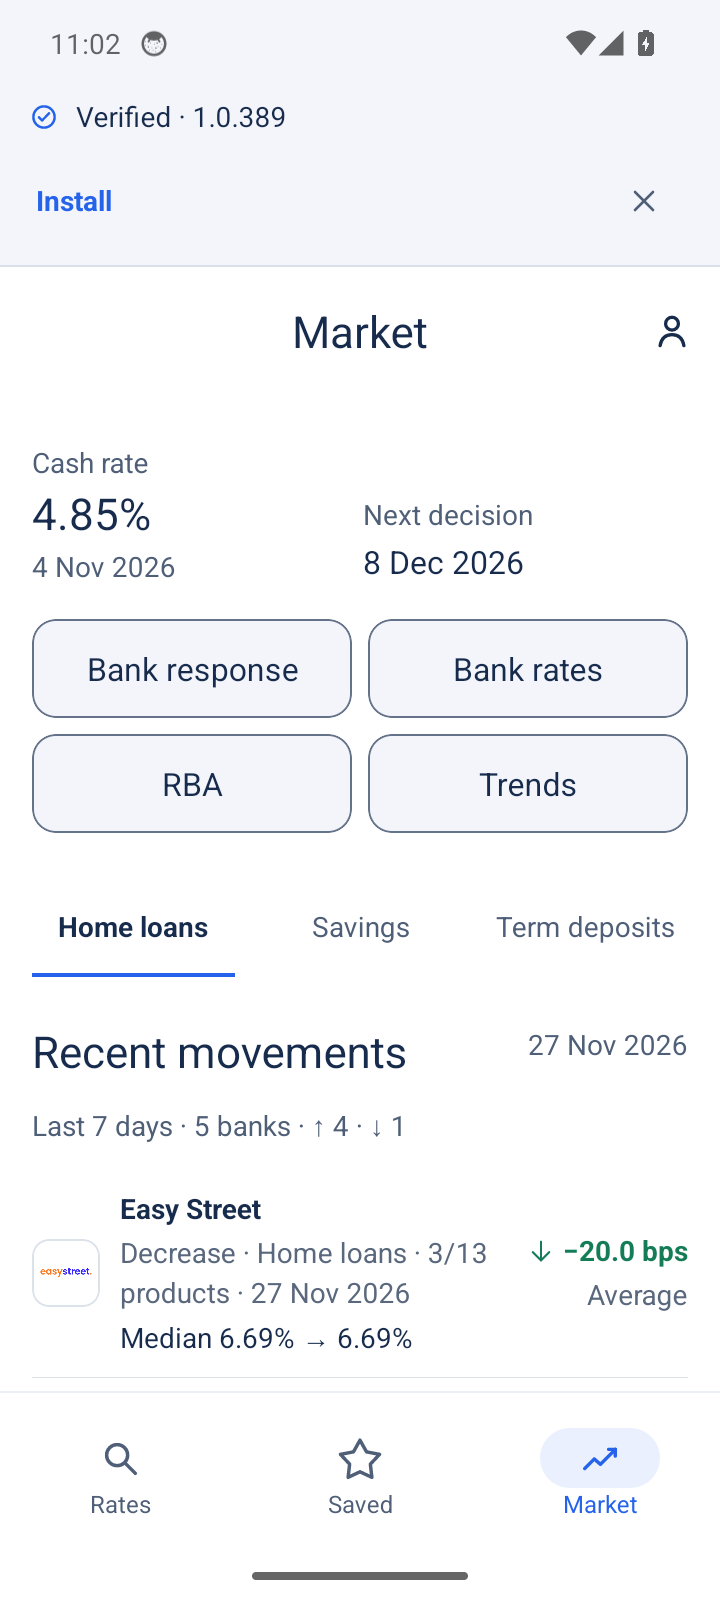 11:02
Verified · 1.0.389
Install
Market
Cash rate
4.85%
4 Nov 2026
Next decision
8 Dec 2026
Bank response
Bank rates
RBA
Trends
Home loans
Savings
Term deposits
Recent movements
27 Nov 2026
Last 7 days · 5 banks · ↑ 4 · ↓ 1
easystreet.
Easy Street
Decrease · Home loans · 3/13
products · 27 Nov 2026
Median 6.69% → 6.69%
↓ −20.0 bps
Average
Rates
Saved
Market